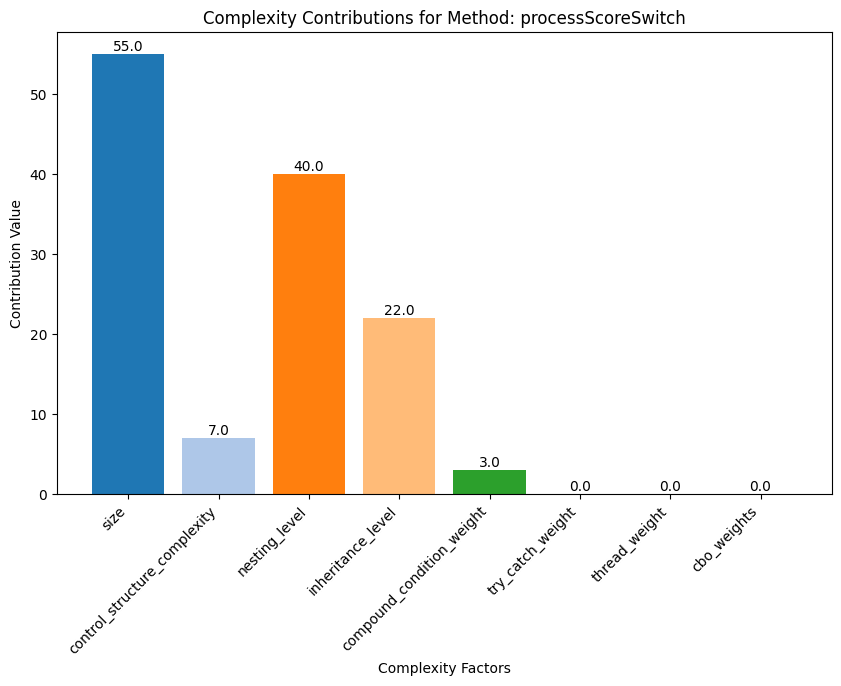 Complexity Contributions for Method: processScoreSwitch
Contribution Value
50
40
30
20
10
0
55.0
7.0
40.0
22.0
3.0
0.0
0.0
0.0
size
control_structure_complexity
nesting_level
inheritance_level
compound_condition_weight
try_catch_weight
thread_weight
cbo_weights
Complexity Factors